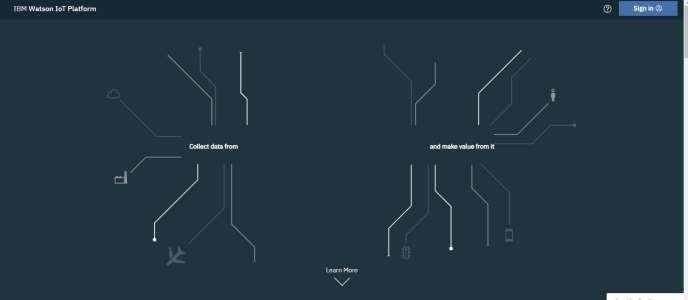 IBM Watson IoT Platform
Sign in
Collect data from
and make value from it
Learn More